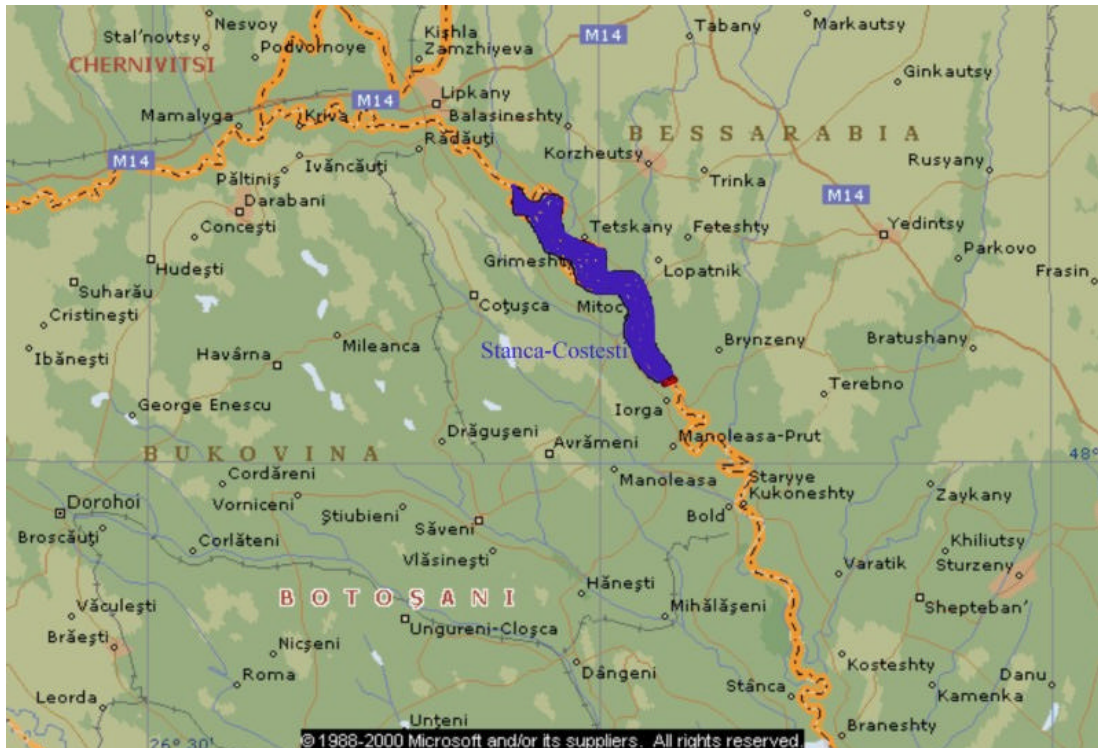 Nesvoy
Stal'novtsy
Podvornoye
Kishla
Zamzhiyeva
Tabany
Markautsy
M14
CHERNIVITSI
Ginkautsy
M14
Lipkany
Mamalyga
Kriva
Balasineshty
BESSARABIA
Rădăuţi
M14
Ivăncăuţi
Korzheutsy
Trinka
Rusyany
Păltiniş
Darabani
M14
Conceşti
Tetskany
Feteshty
Yedintsy
Parkovo
Hudeşti
Grimeshty
Lopatnik
Frasin
Suharău
Coţuşca
Mitoc
Cristineşti
Ibăneşti
Havârna
Mileanca
Stanca-Costesti
Brynzeny
Bratushany
Terebno
George Enescu
Iorga
Drăguşeni
Avrămeni
Manoleasa-Prut
BUKOVINA
48°
Cordăreni
Manoleasa
Staryye
Kukoneshty
Zaykany
Dorohoi
Vorniceni
Ştiubieni
Săveni
Bold
Broscăuţi
Corlăteni
Vlăsineşti
Khiliutsy
Varatik
Sturzeny
Hăneşti
BOTOŞANI
Shepteban'
Văculeşti
Ungureni-Cloşca
Mihălăşeni
Brăeşti
Nicşeni
Kosteshty
Roma
Dângeni
Stânca
Kamenka
Danu
Leorda
Unţeni
Braneshty
26° 30'
© 1988-2000 Microsoft and/or its suppliers. All rights reserved.